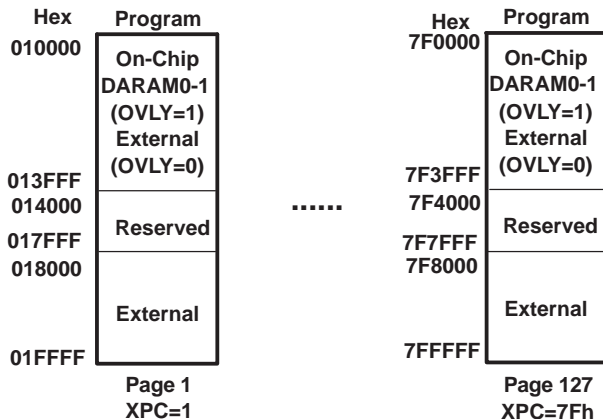 Hex Program
010000
On-Chip
DARAM0-1
(OVLY=1)
External
(OVLY=0)
013FFF
014000
Reserved
017FFF
018000
External
01FFFF
Page 1
XPC=1
......
Hex Program
7F0000
On-Chip
DARAM0-1
(OVLY=1)
External
(OVLY=0)
7F3FFF
7F4000
Reserved
7F7FFF
7F8000
External
7FFFFF
Page 127
XPC=7Fh